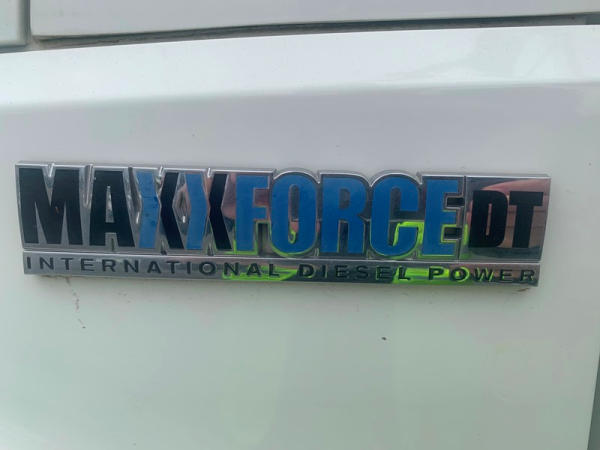 MAXXFORCE DT
INTERNATIONAL DIESEL POWER